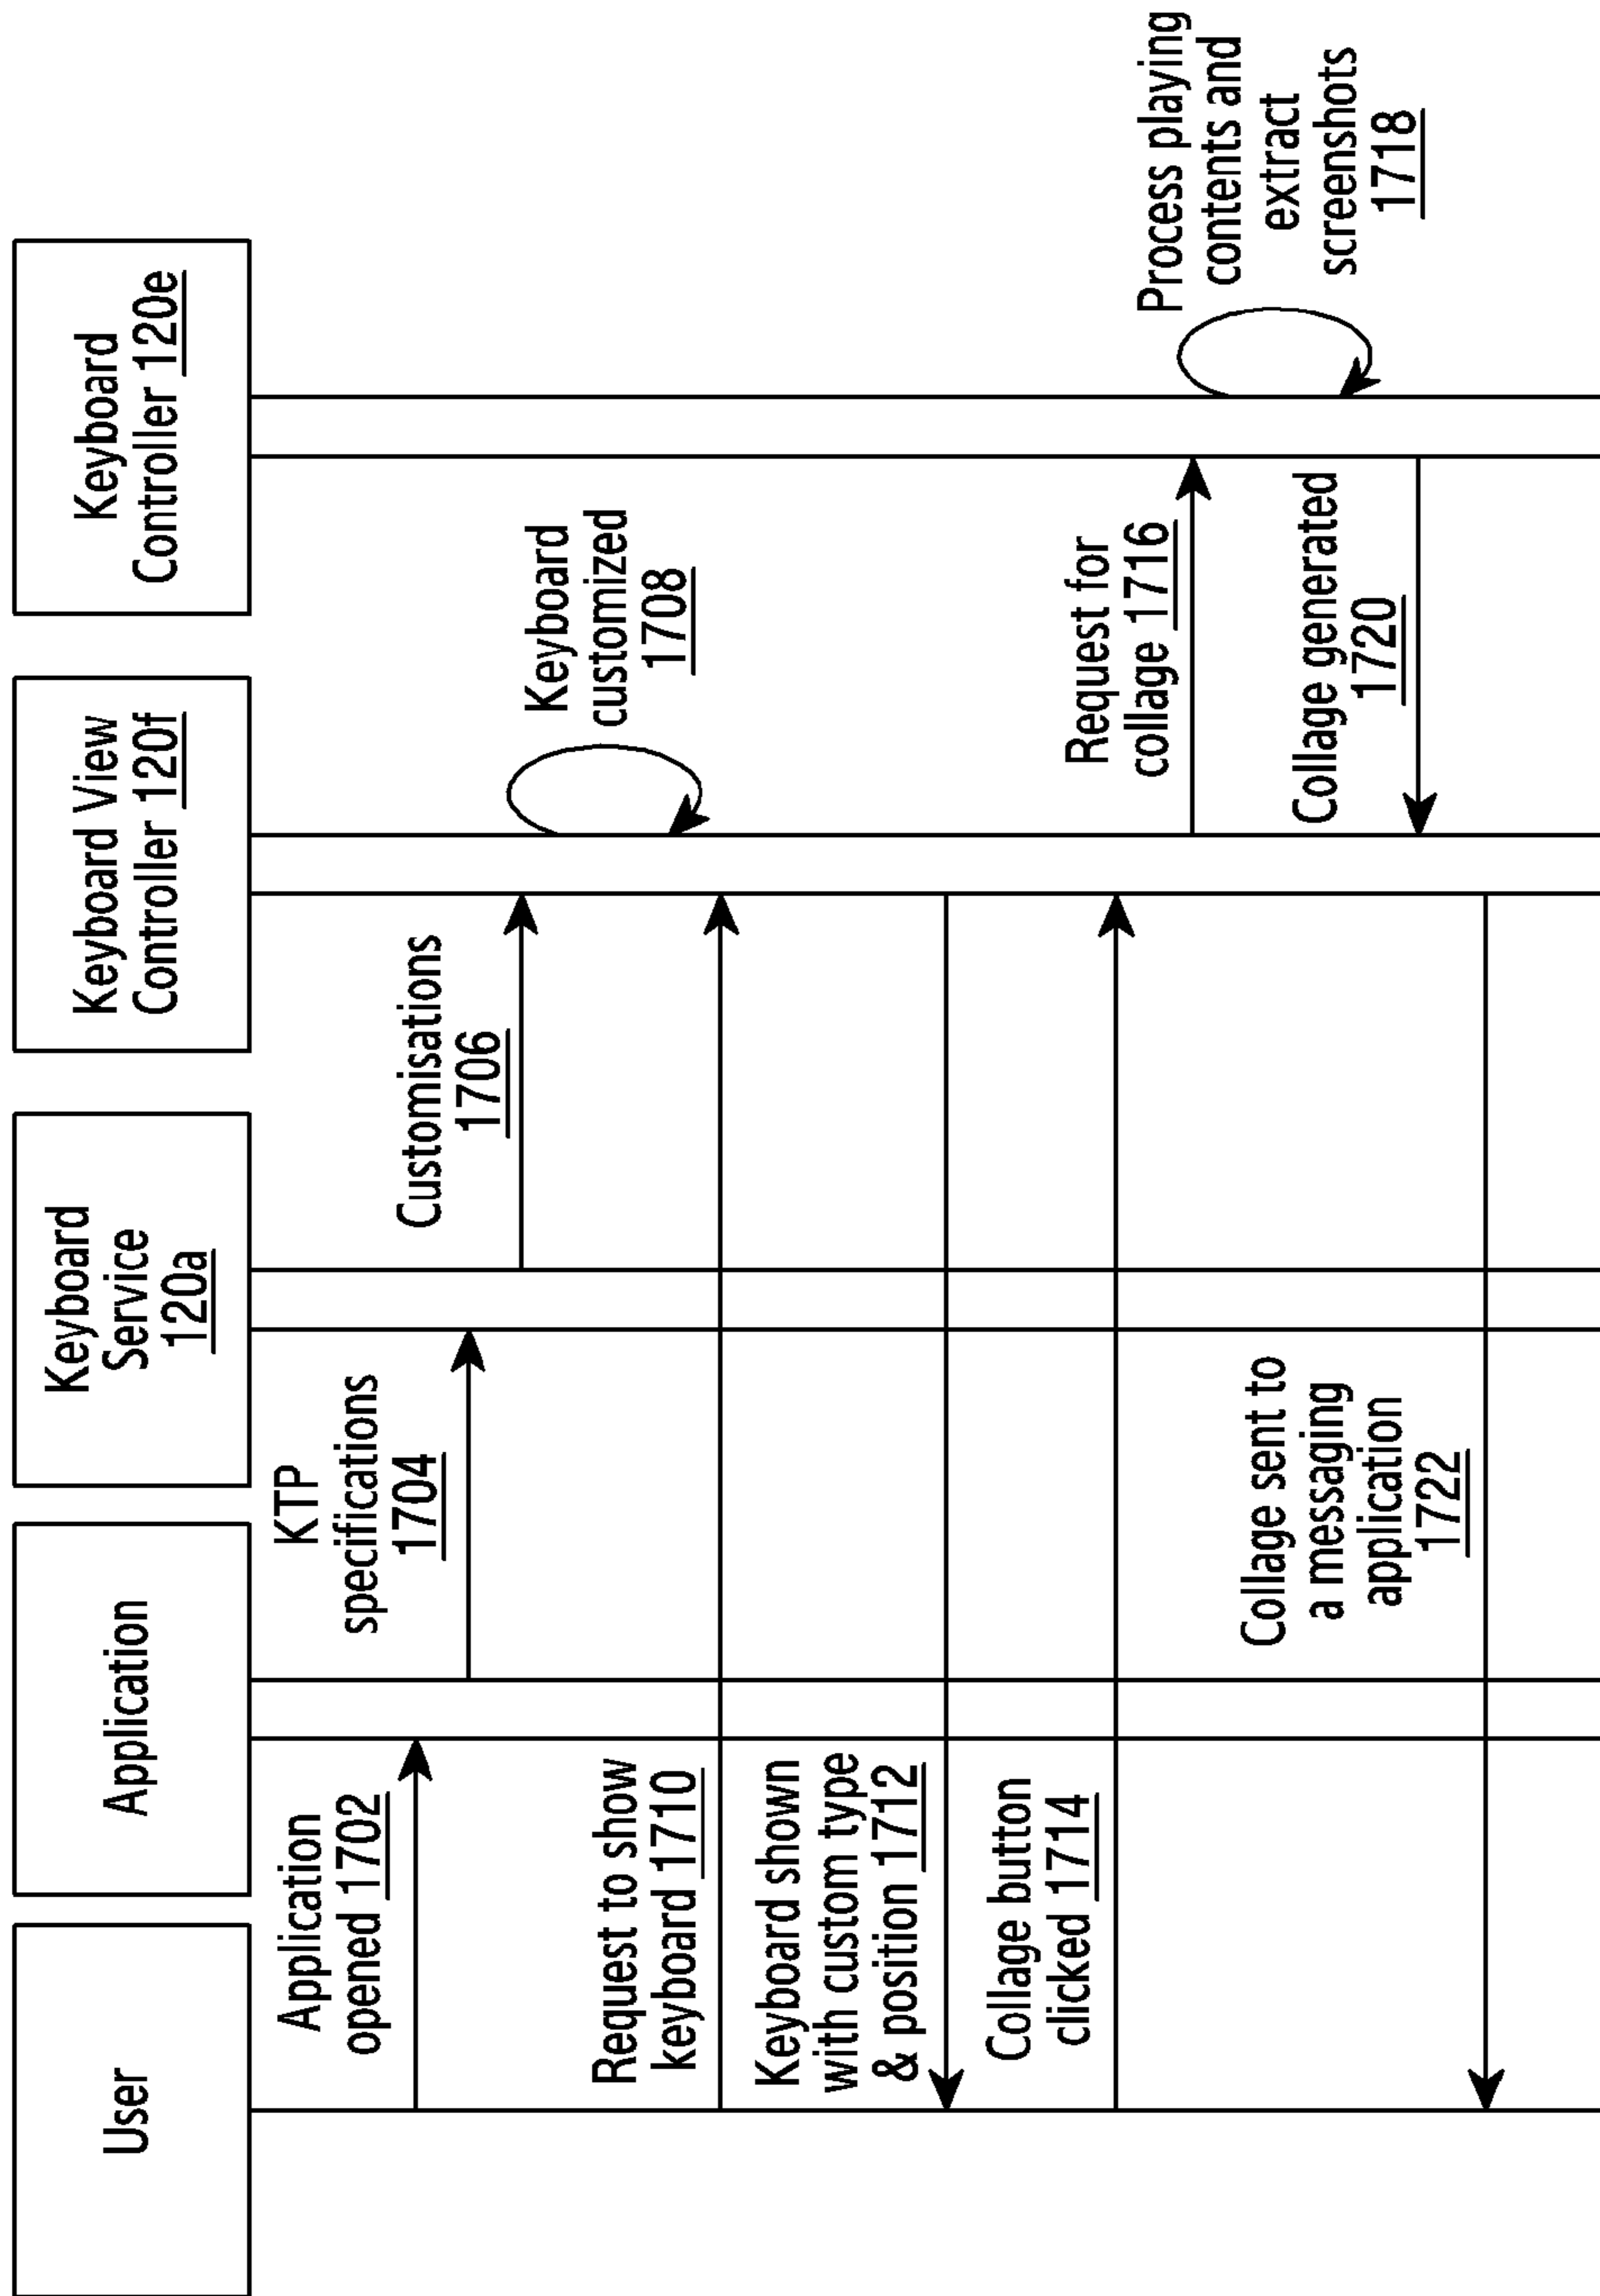 User
Application
Keyboard
Service
120a
Keyboard View
Controller 120f
Keyboard
Controller 120e
Application
opened 1702
KTP
specifications
1704
Customisations
1706
Keyboard
customized
1708
Request to show
keyboard 1710
Keyboard shown
with custom type
& position 1712
Collage button
clicked 1714
Request for
collage 1716
Process playing
contents and
extract
screenshots
1718
Collage generated
1720
Collage sent to
a messaging
application
1722